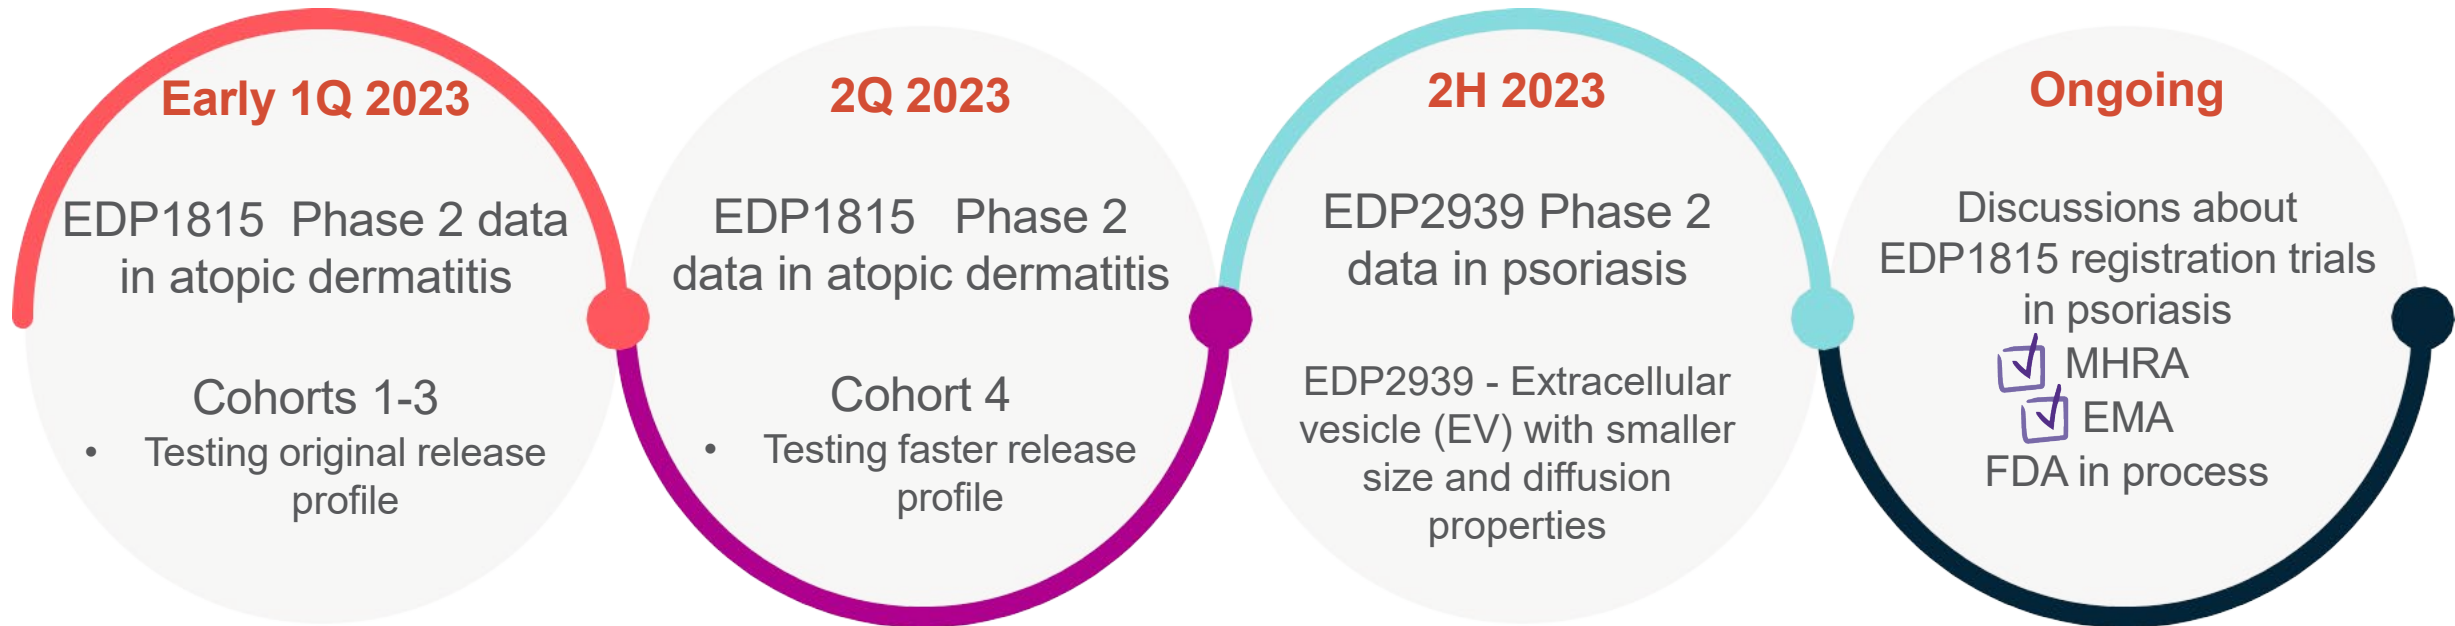 Early 1Q 2023
EDP1815 Phase 2 data
in atopic dermatitis
Cohorts 1-3
• Testing original release
profile
2Q 2023
EDP1815 Phase 2
data in atopic dermatitis
Cohort 4
• Testing faster release
profile
2H 2023
EDP2939 Phase 2
data in psoriasis
EDP2939 - Extracellular
vesicle (EV) with smaller
size and diffusion
properties
Ongoing
Discussions about
EDP1815 registration trials
in psoriasis
MHRA
EMA
FDA in process